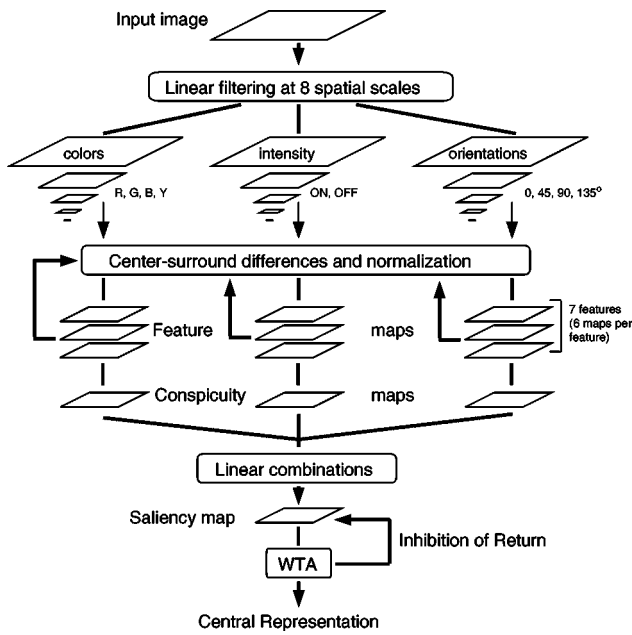 Input image
Linear filtering at 8 spatial scales
colors
intensity
orientations
R, G, B, Y
ON, OFF
0, 45, 90, 135°
Center-surround differences and normalization
Feature maps
7 features
(6 maps per
feature)
Conspicuity maps
Linear combinations
Saliency map
Inhibition of Return
WTA
Central Representation